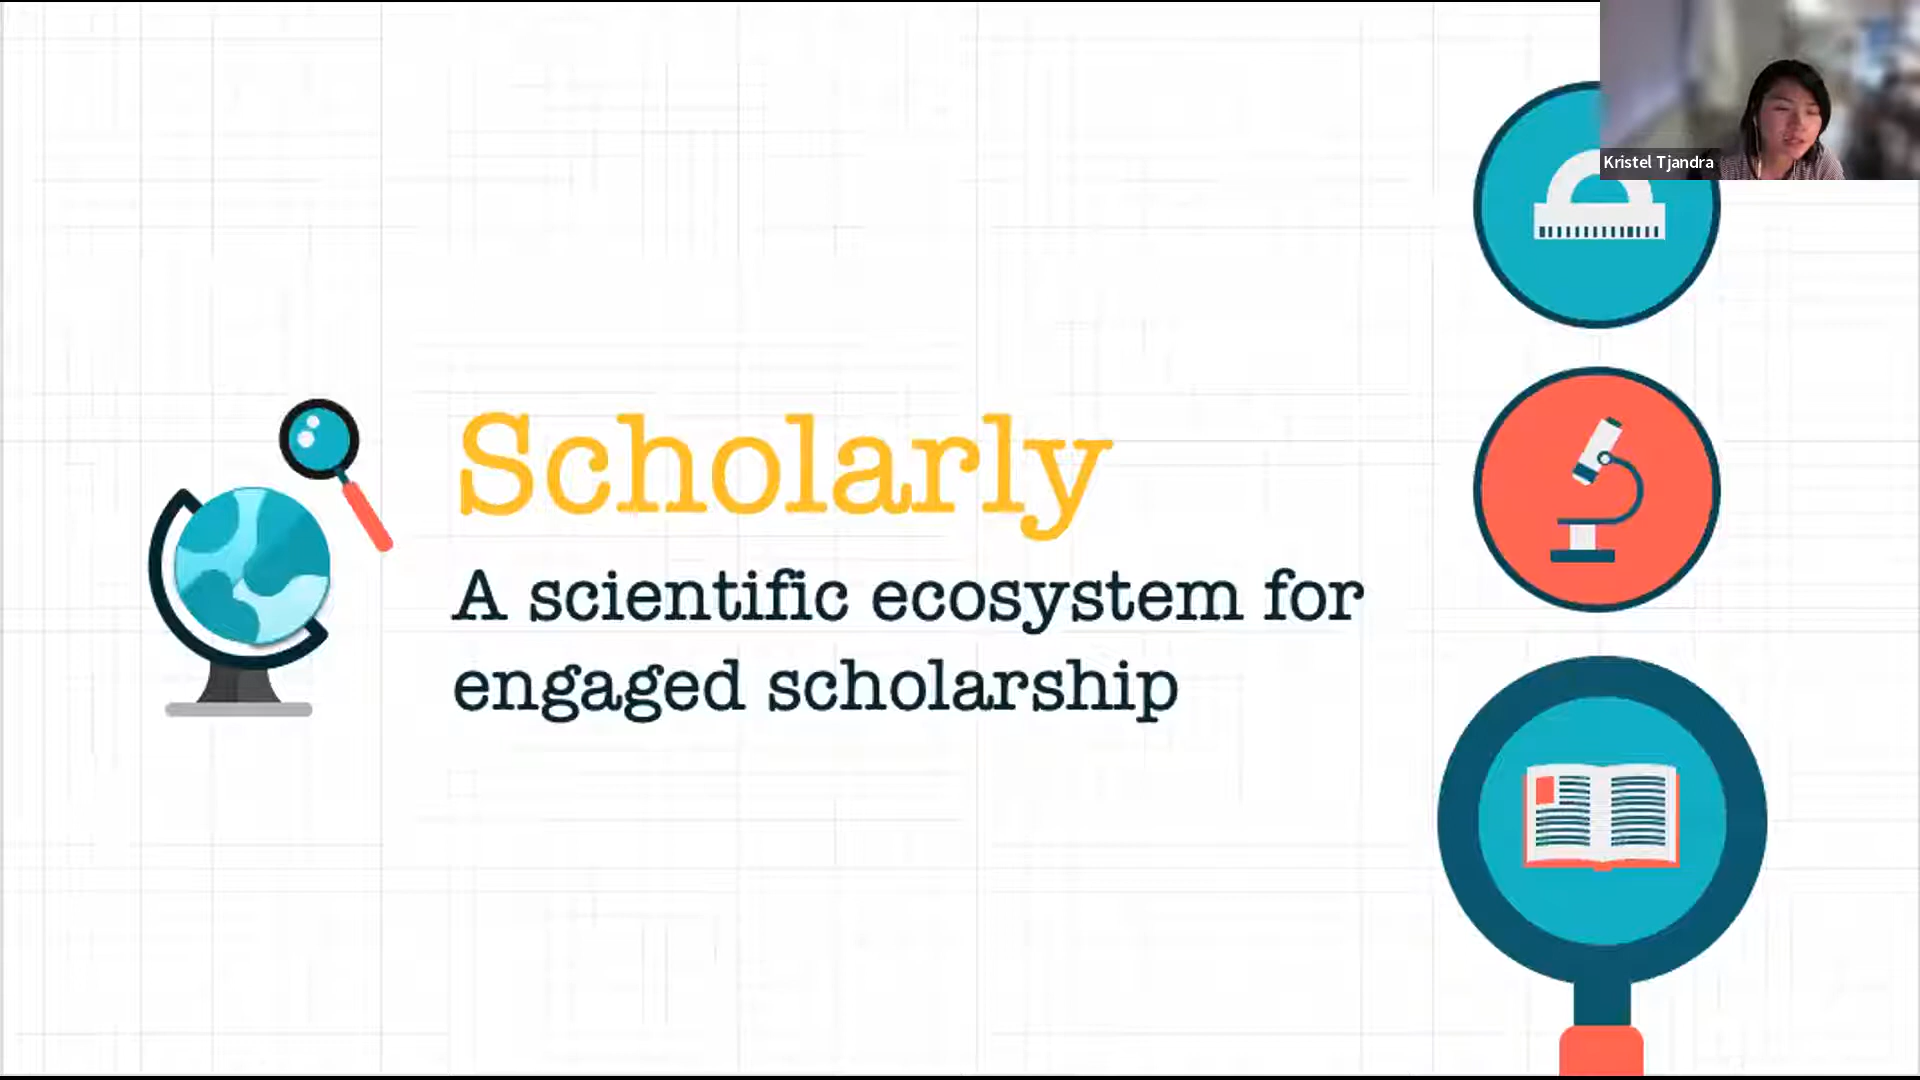 Kristel Tjandra
Scholarly
A scientific ecosystem for
engaged scholarship